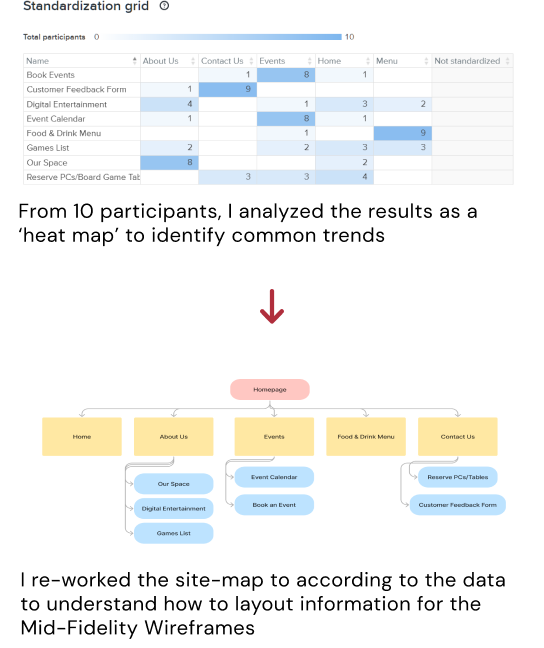 Standardization grid ?
Total participants 0 10
Name About Us Contact Us Events Home Menu Not standardized
Book Events 1 8 1
Customer Feedback Form 1 9
Digital Entertainment 4 1 3 2
Event Calendar 1 8 1
Food & Drink Menu 1 9
Games List 2 2 3 3
Our Space 8 2
Reserve PCs/Board Game Tab 3 3 4
From 10 participants, I analyzed the results as a
‘heat map’ to identify common trends
Homepage
Home About Us Events Food & Drink Menu Contact Us
Our Space Event Calendar Reserve PCs/Tables
Digital Entertainment Book an Event Customer Feedback Form
Games List
I re-worked the site-map to according to the data
to understand how to layout information for the
Mid-Fidelity Wireframes